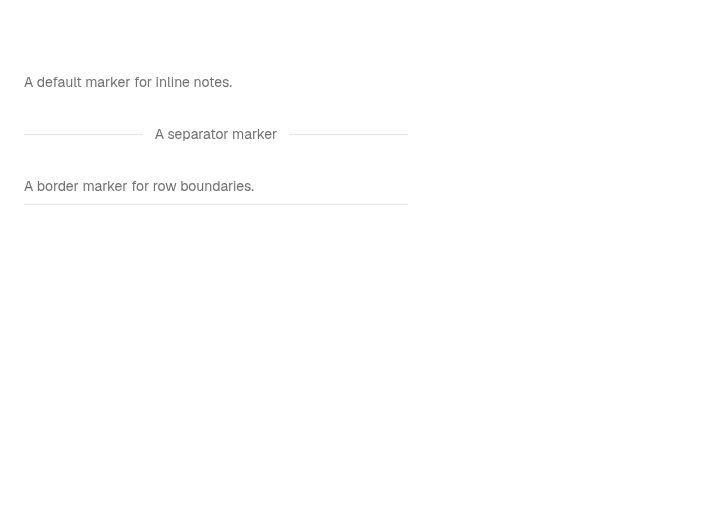 A default marker for inline notes.
A separator marker
A border marker for row boundaries.